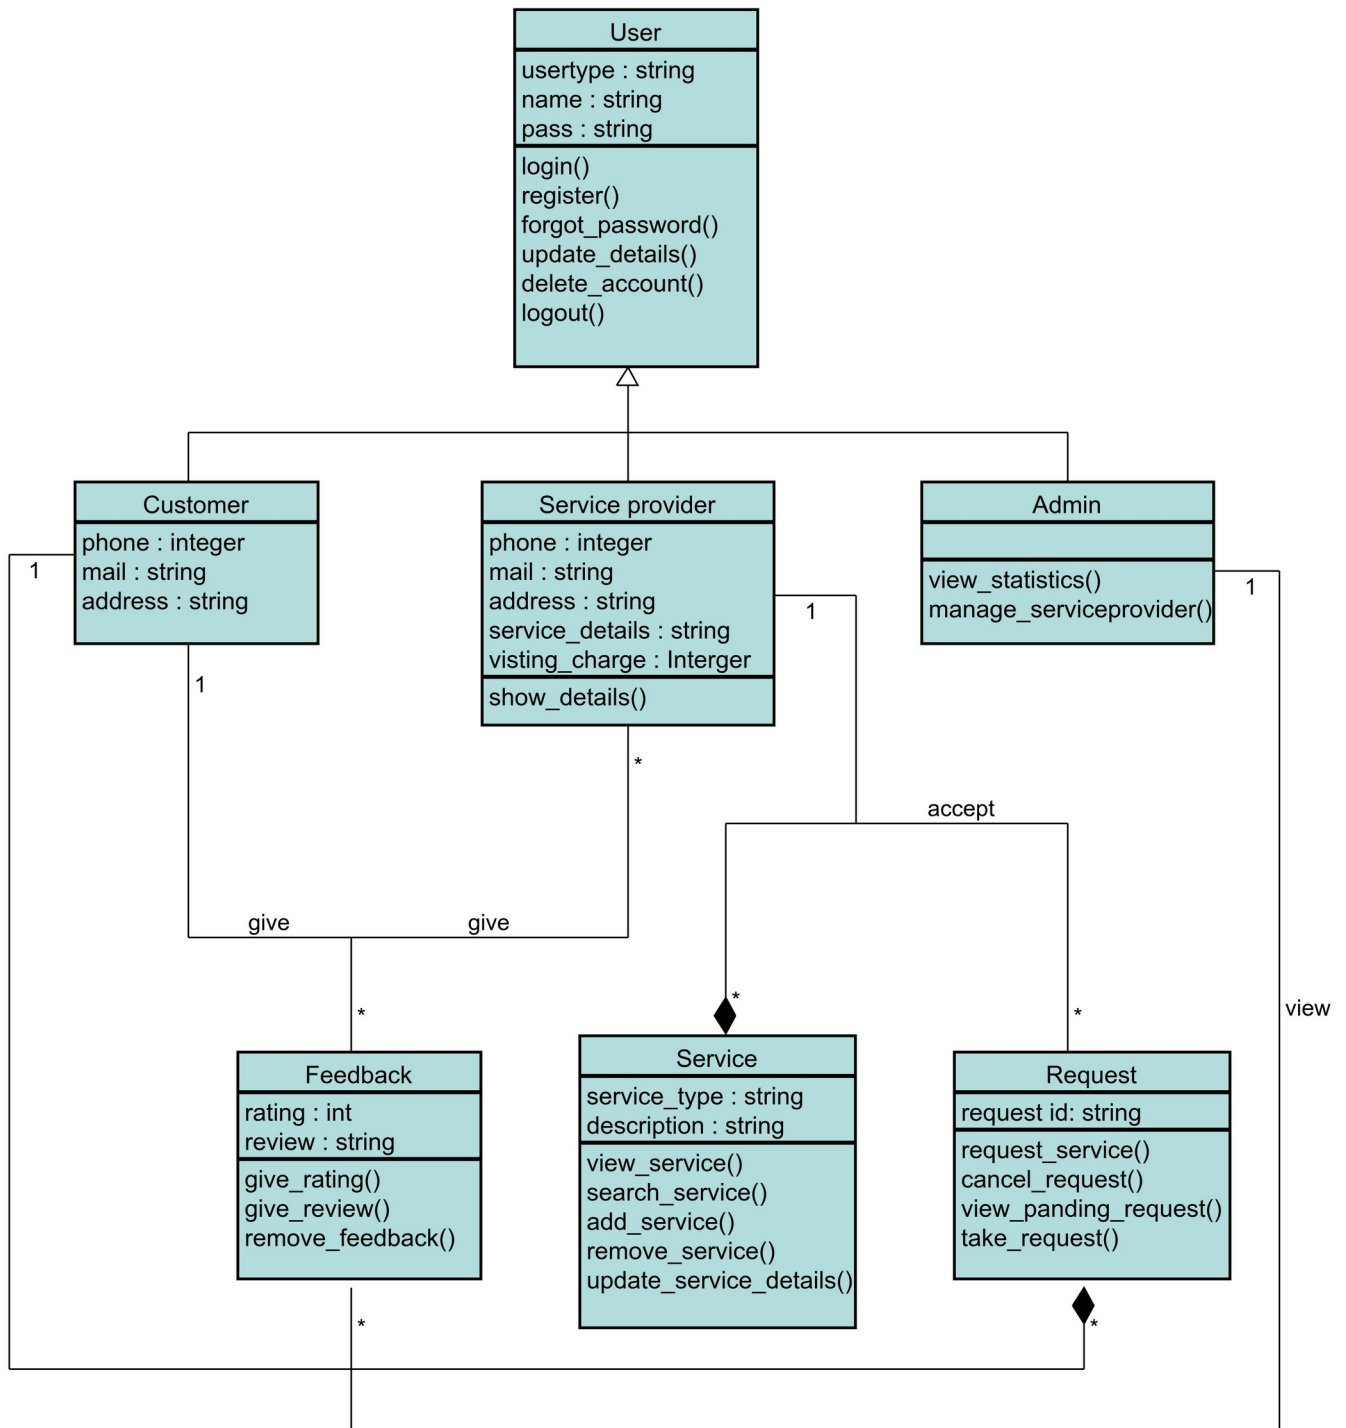 User
usertype : string
name : string
pass : string
login()
register()
forgot_password()
update_details()
delete_account()
logout()
Customer
phone : integer
mail : string
address : string
Service provider
phone : integer
mail : string
address : string
service_details : string
visting_charge : Interger
show_details()
Admin
view_statistics()
manage_serviceprovider()
1
1
1
1
*
accept
give
give
*
*
*
view
Feedback
rating : int
review : string
give_rating()
give_review()
remove_feedback()
Service
service_type : string
description : string
view_service()
search_service()
add_service()
remove_service()
update_service_details()
Request
request id: string
request_service()
cancel_request()
view_panding_request()
take_request()
*
*